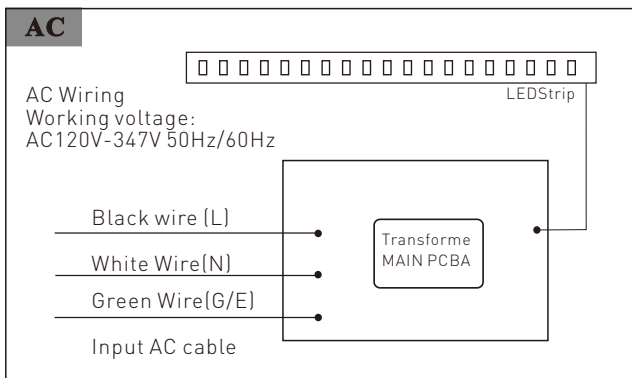 AC
LEDStrip
AC Wiring
Working voltage:
AC120V-347V 50Hz/60Hz
Black wire (L)
White Wire(N)
Green Wire(G/E)
Input AC cable
Transforme
MAIN PCBA